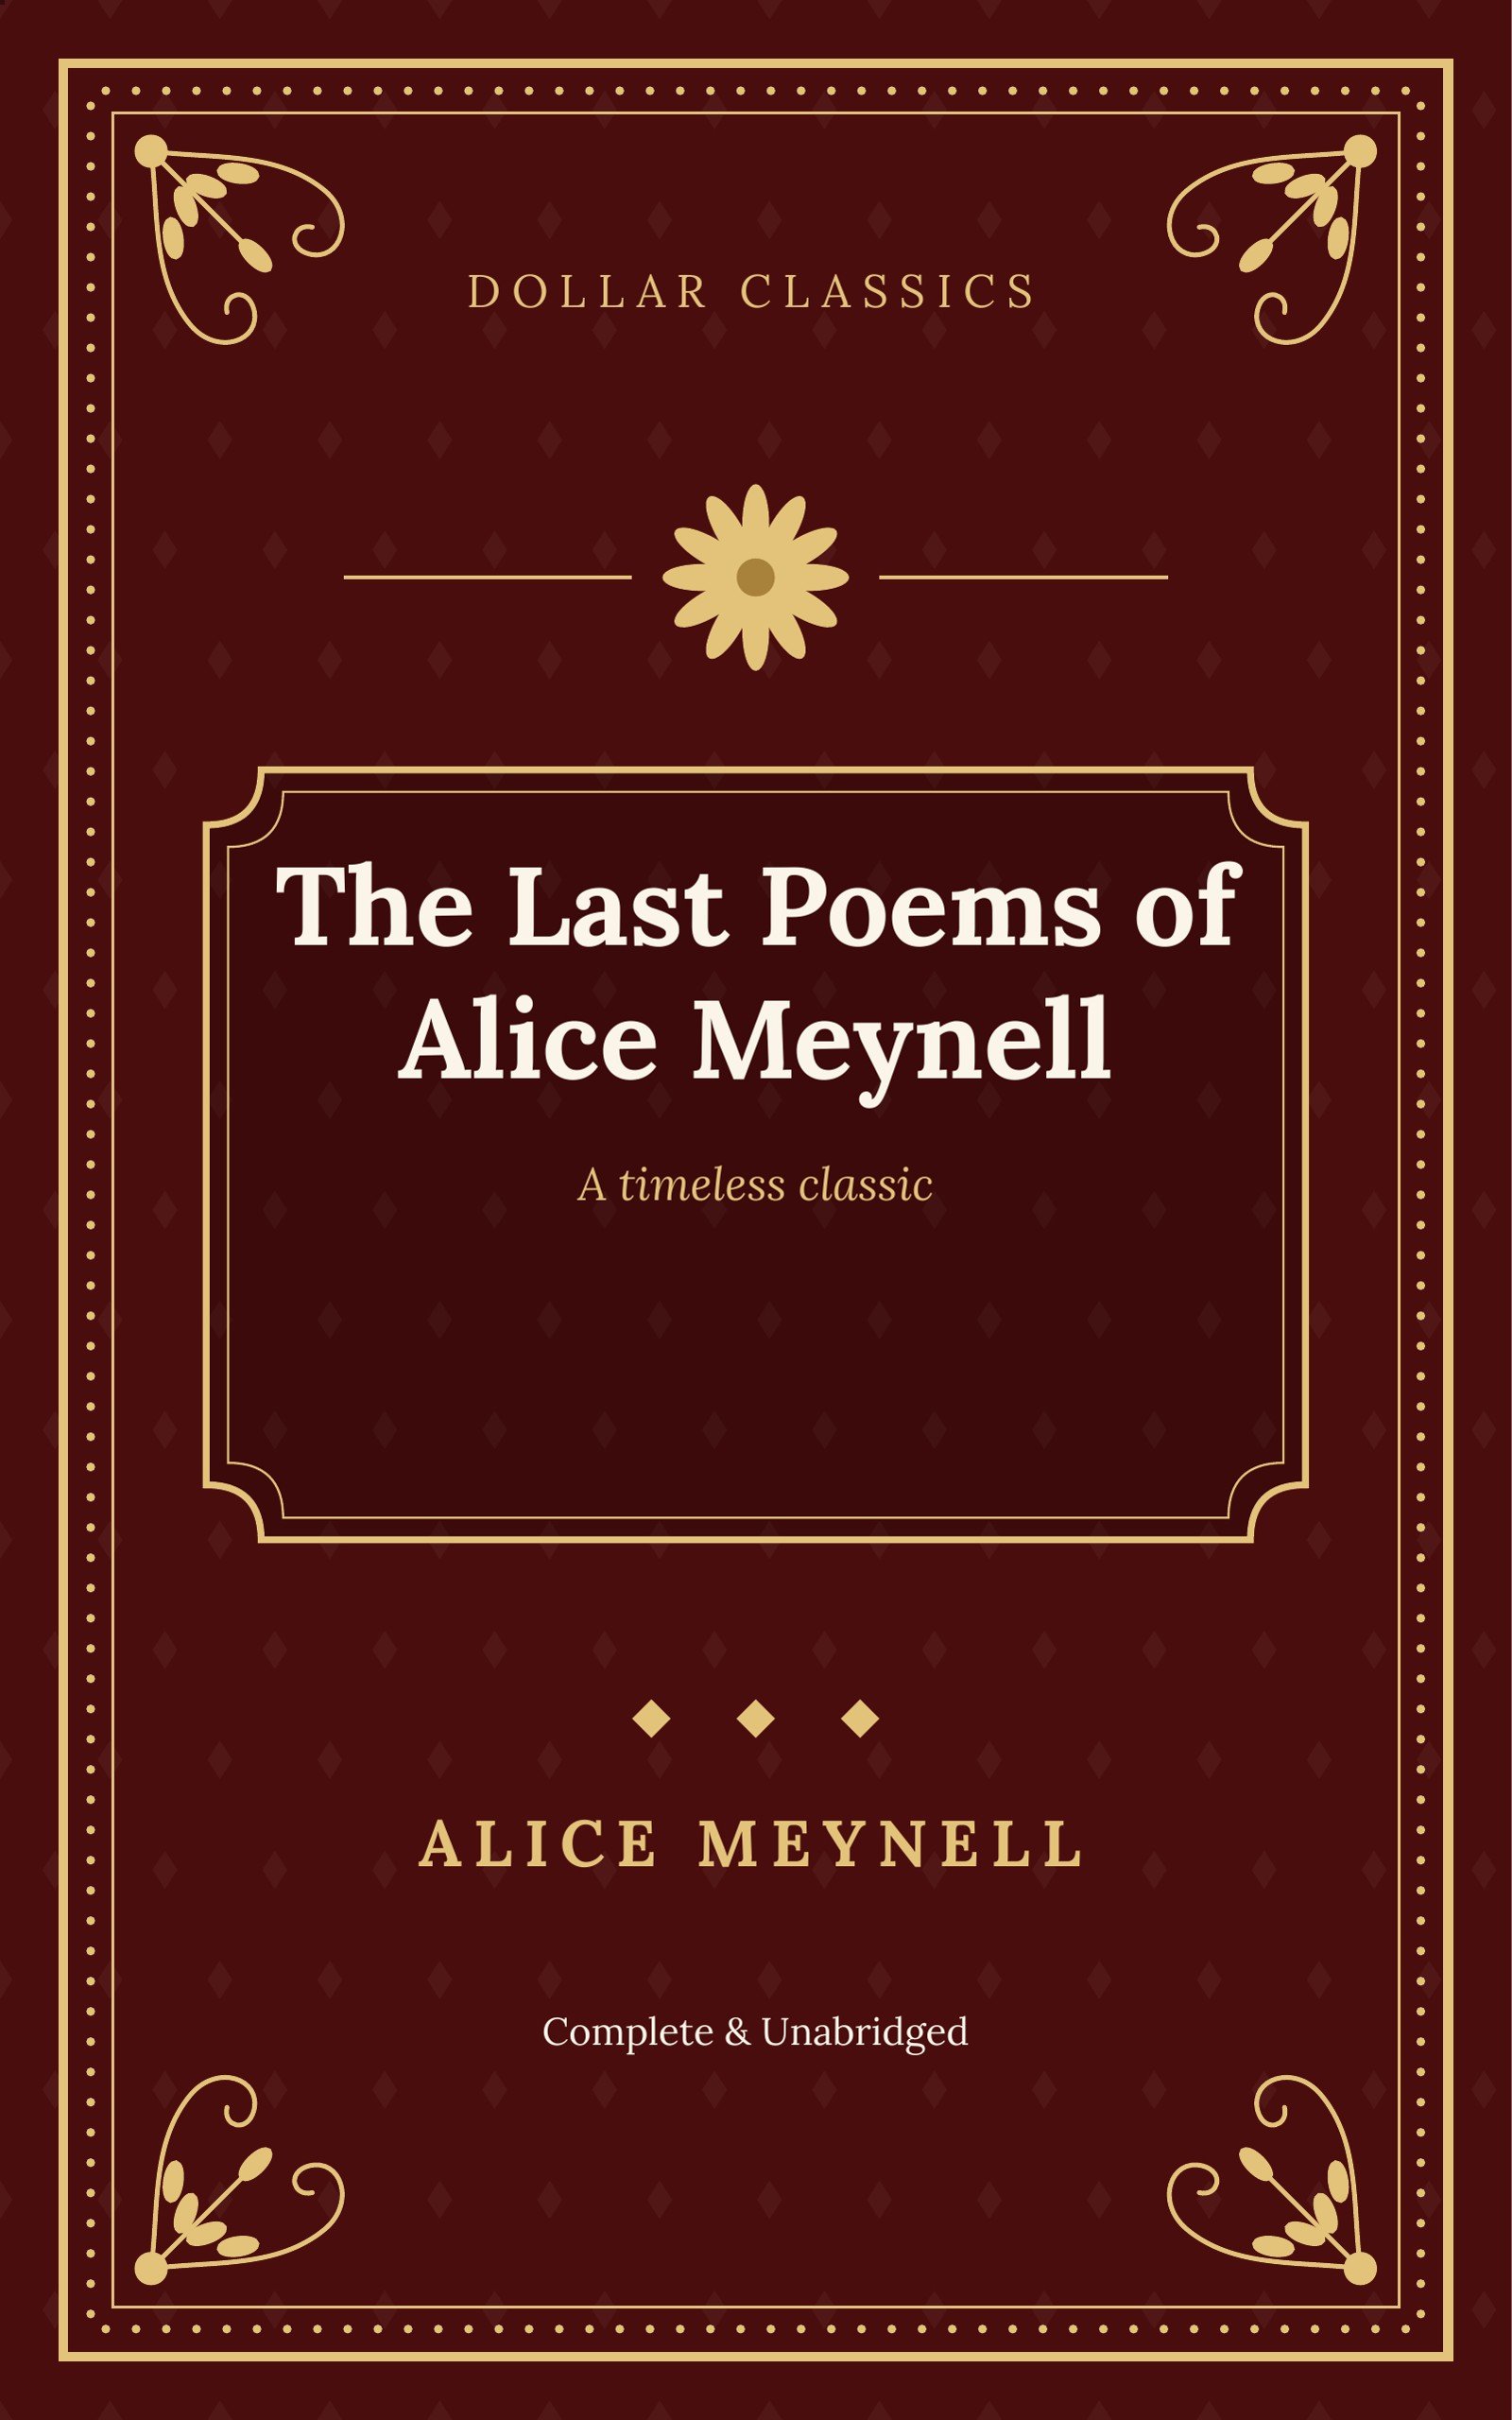 DOLLAR CLASSICS
The Last Poems of
Alice Meynell
A timeless classic
ALICE MEYNELL
Complete & Unabridged